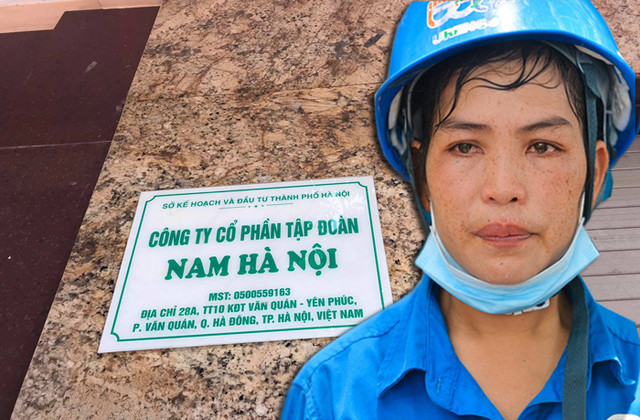 SỞ KẾ HOẠCH VÀ ĐẦU TƯ THÀNH PHỐ HÀ NỘI
CÔNG TY CỔ PHẦN TẬP ĐOÀN
NAM HÀ NỘI
MST: 0500559163
ĐỊA CHỈ 28A, TT10 KĐT VĂN QUÁN - YÊN PHÚC,
P. VĂN QUÁN, Q. HÀ ĐÔNG, TP. HÀ NỘI, VIỆT NAM